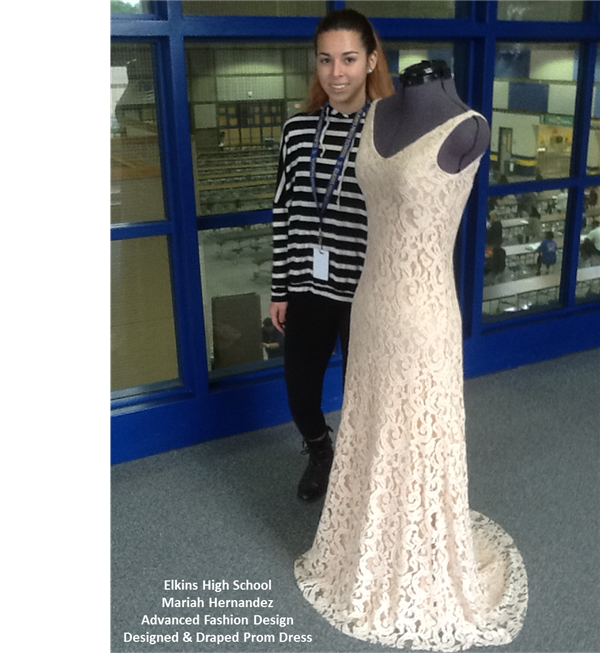 Elkins High School
Mariah Hernandez
Advanced Fashion Design
Designed & Draped Prom Dress